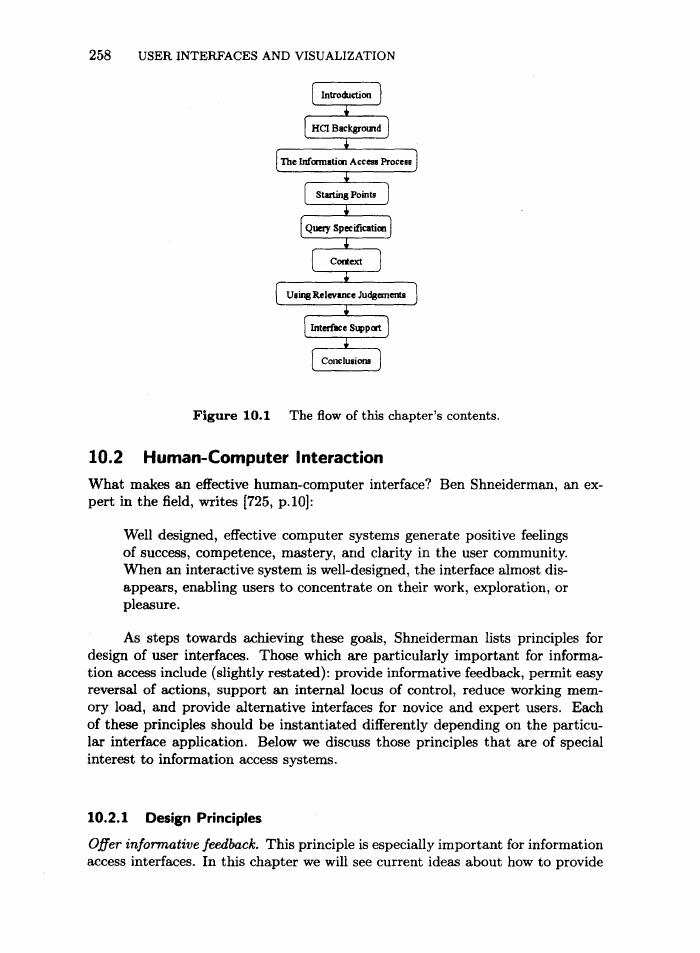 258 USER INTERFACES AND VISUALIZATION
Introduction
HCI Background
The Information Access Process
Starting Points
Query Specification
Context
Using Relevance Judgements
Interface Support
Conclusions
Figure 10.1 The flow of this chapter's contents.
10.2 Human-Computer Interaction
What makes an effective human-computer interface? Ben Shneiderman, an ex-
pert in the field, writes [725, p.10]:
Well designed, effective computer systems generate positive feelings
of success, competence, mastery, and clarity in the user community.
When an interactive system is well-designed, the interface almost dis-
appears, enabling users to concentrate on their work, exploration, or
pleasure.
As steps towards achieving these goals, Shneiderman lists principles for
design of user interfaces. Those which are particularly important for informa-
tion access include (slightly restated): provide informative feedback, permit easy
reversal of actions, support an internal locus of control, reduce working mem-
ory load, and provide alternative interfaces for novice and expert users. Each
of these principles should be instantiated differently depending on the particu-
lar interface application. Below we discuss those principles that are of special
interest to information access systems.
10.2.1 Design Principles
Offer informative feedback. This principle is especially important for information
access interfaces. In this chapter we will see current ideas about how to provide